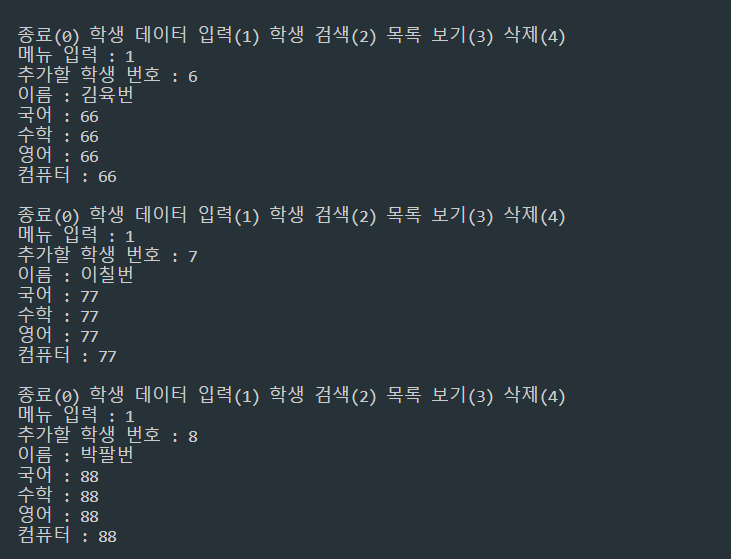 종료(0) 학생 데이터 입력(1) 학생 검색(2) 목록 보기(3) 삭제(4)
메뉴 입력 : 1
추가할 학생 번호 : 6
이름 : 김육번
국어 : 66
수학 : 66
영어 : 66
컴퓨터 : 66
종료(0) 학생 데이터 입력(1) 학생 검색(2) 목록 보기(3) 삭제(4)
메뉴 입력 : 1
추가할 학생 번호 : 7
이름 : 이칠번
국어 : 77
수학 : 77
영어 : 77
컴퓨터 : 77
종료(0) 학생 데이터 입력(1) 학생 검색(2) 목록 보기(3) 삭제(4)
메뉴 입력 : 1
추가할 학생 번호 : 8
이름 : 박팔번
국어 : 88
수학 : 88
영어 : 88
컴퓨터 : 88